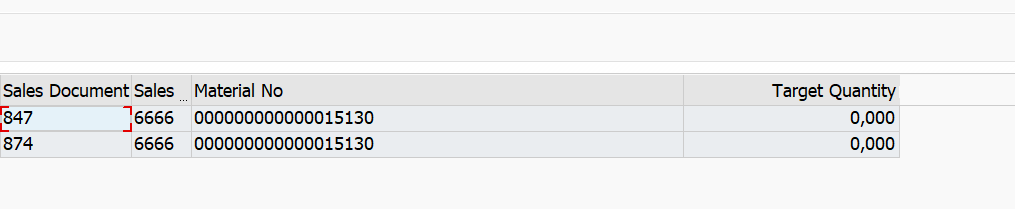 Sales Document Sales ... Material No Target Quantity
847 6666 000000000000015130 0,000
874 6666 000000000000015130 0,000